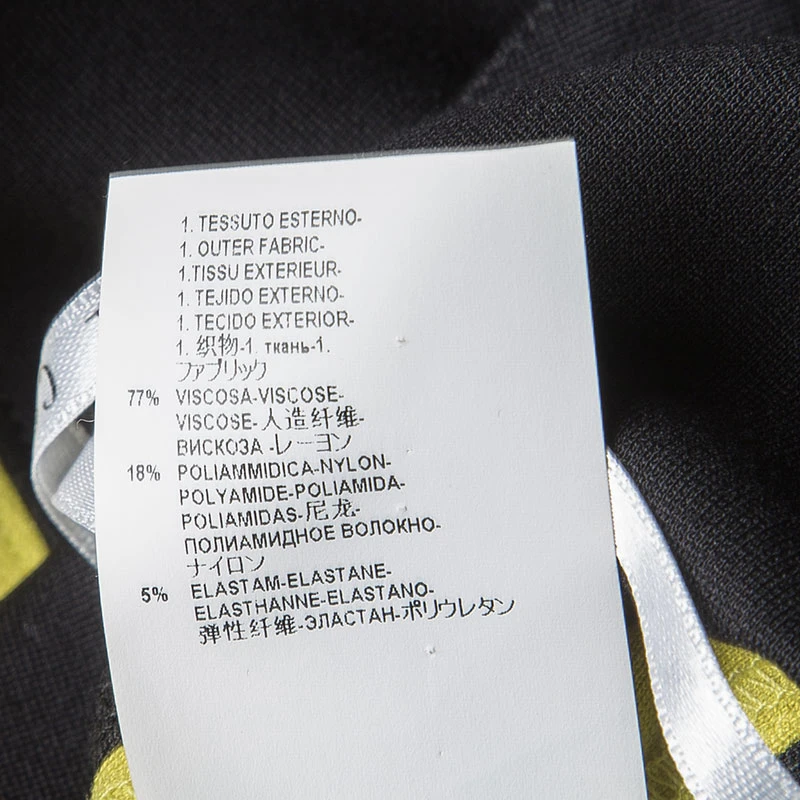 1. TESSUTO ESTERNO-
1. OUTER FABRIC-
1.TISSU EXTERIEUR-
1. TEJIDO EXTERNO-
1. TECIDO EXTERIOR-
1. 织物-1. ткань-1.
ファブリック
77% VISCOSA-VISCOSE-
VISCOSE-人造纤维-
ВИСКОЗА -レーヨン
18% POLIAMMIDICA-NYLON-
POLYAMIDE-POLIAMIDA-
POLIAMIDAS-尼龙-
ПОЛИАМИДНОЕ ВОЛОКНО-
ナイロン
5% ELASTAM-ELASTANE-
ELASTHANNE-ELASTANO-
弹性纤维-ЭЛАСТАН-ポリウレタン